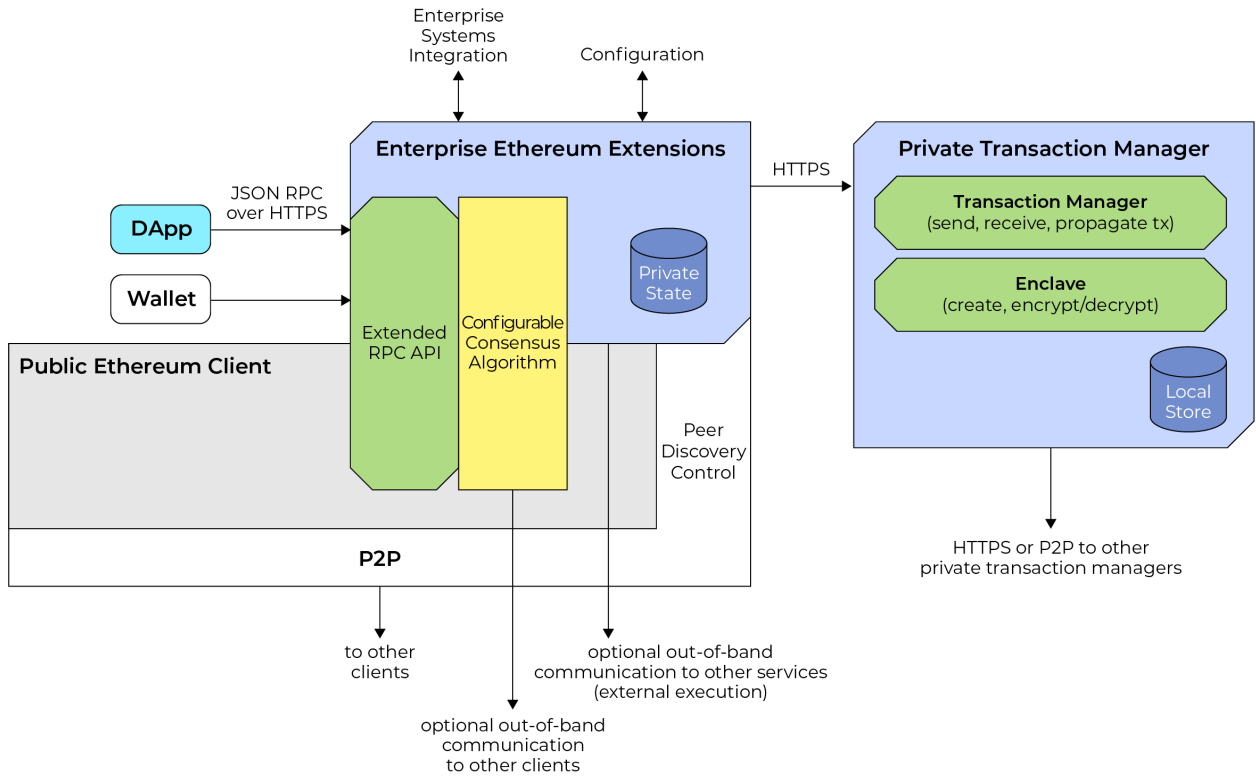 Enterprise
Systems
Integration
Configuration
Enterprise Ethereum Extensions
Private Transaction Manager
HTTPS
JSON RPC
over HTTPS
Transaction Manager
(send, receive, propagate tx)
DApp
Private
State
Enclave
(create, encrypt/decrypt)
Wallet
Extended
RPC API
Configurable
Consensus
Algorithm
Public Ethereum Client
Local
Store
Peer
Discovery
Control
P2P
HTTPS or P2P to other
private transaction managers
to other
clients
optional out-of-band
communication to other services
(external execution)
optional out-of-band
communication
to other clients